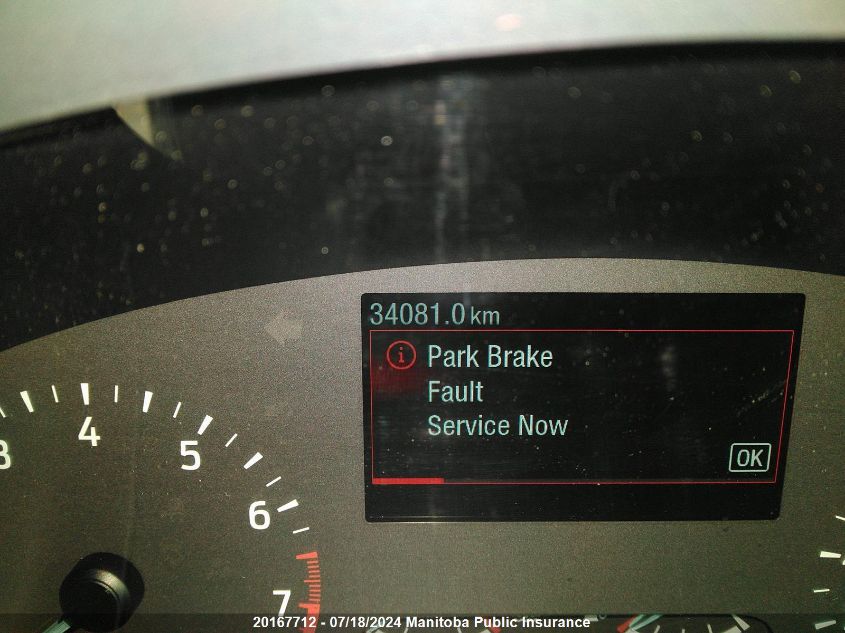 34081.0 km
Park Brake
Fault
Service Now
OK
3
4
5
6
7
20167712 - 07/18/2024 Manitoba Public Insurance